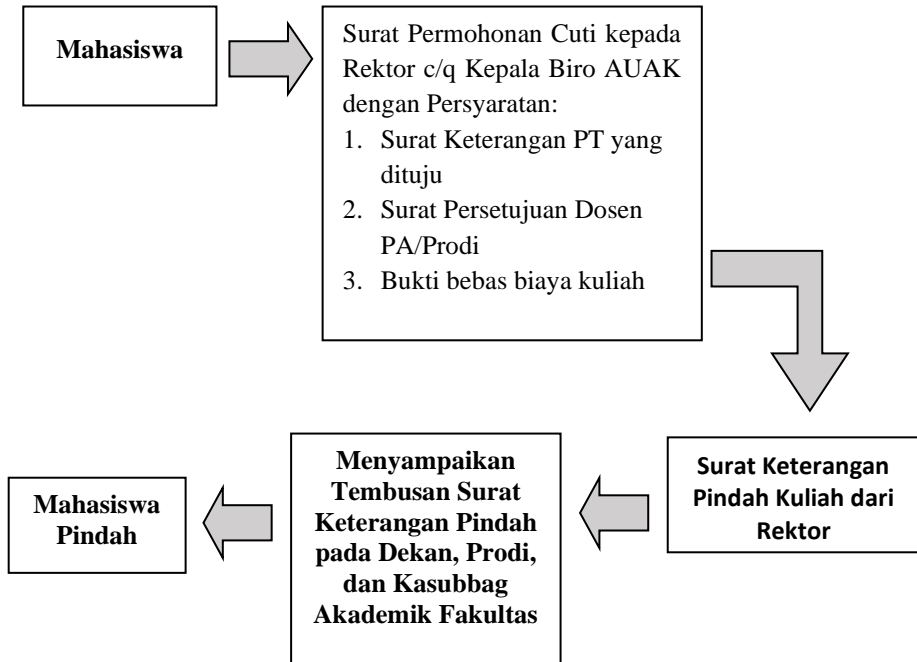 Mahasiswa
Surat Permohonan Cuti kepada
Rektor c/q Kepala Biro AUAK
dengan Persyaratan:
1. Surat Keterangan PT yang
dituju
2. Surat Persetujuan Dosen
PA/Prodi
3. Bukti bebas biaya kuliah
Surat Keterangan
Pindah Kuliah dari
Rektor
Menyampaikan
Tembusan Surat
Keterangan Pindah
pada Dekan, Prodi,
dan Kasubbag
Akademik Fakultas
Mahasiswa
Pindah